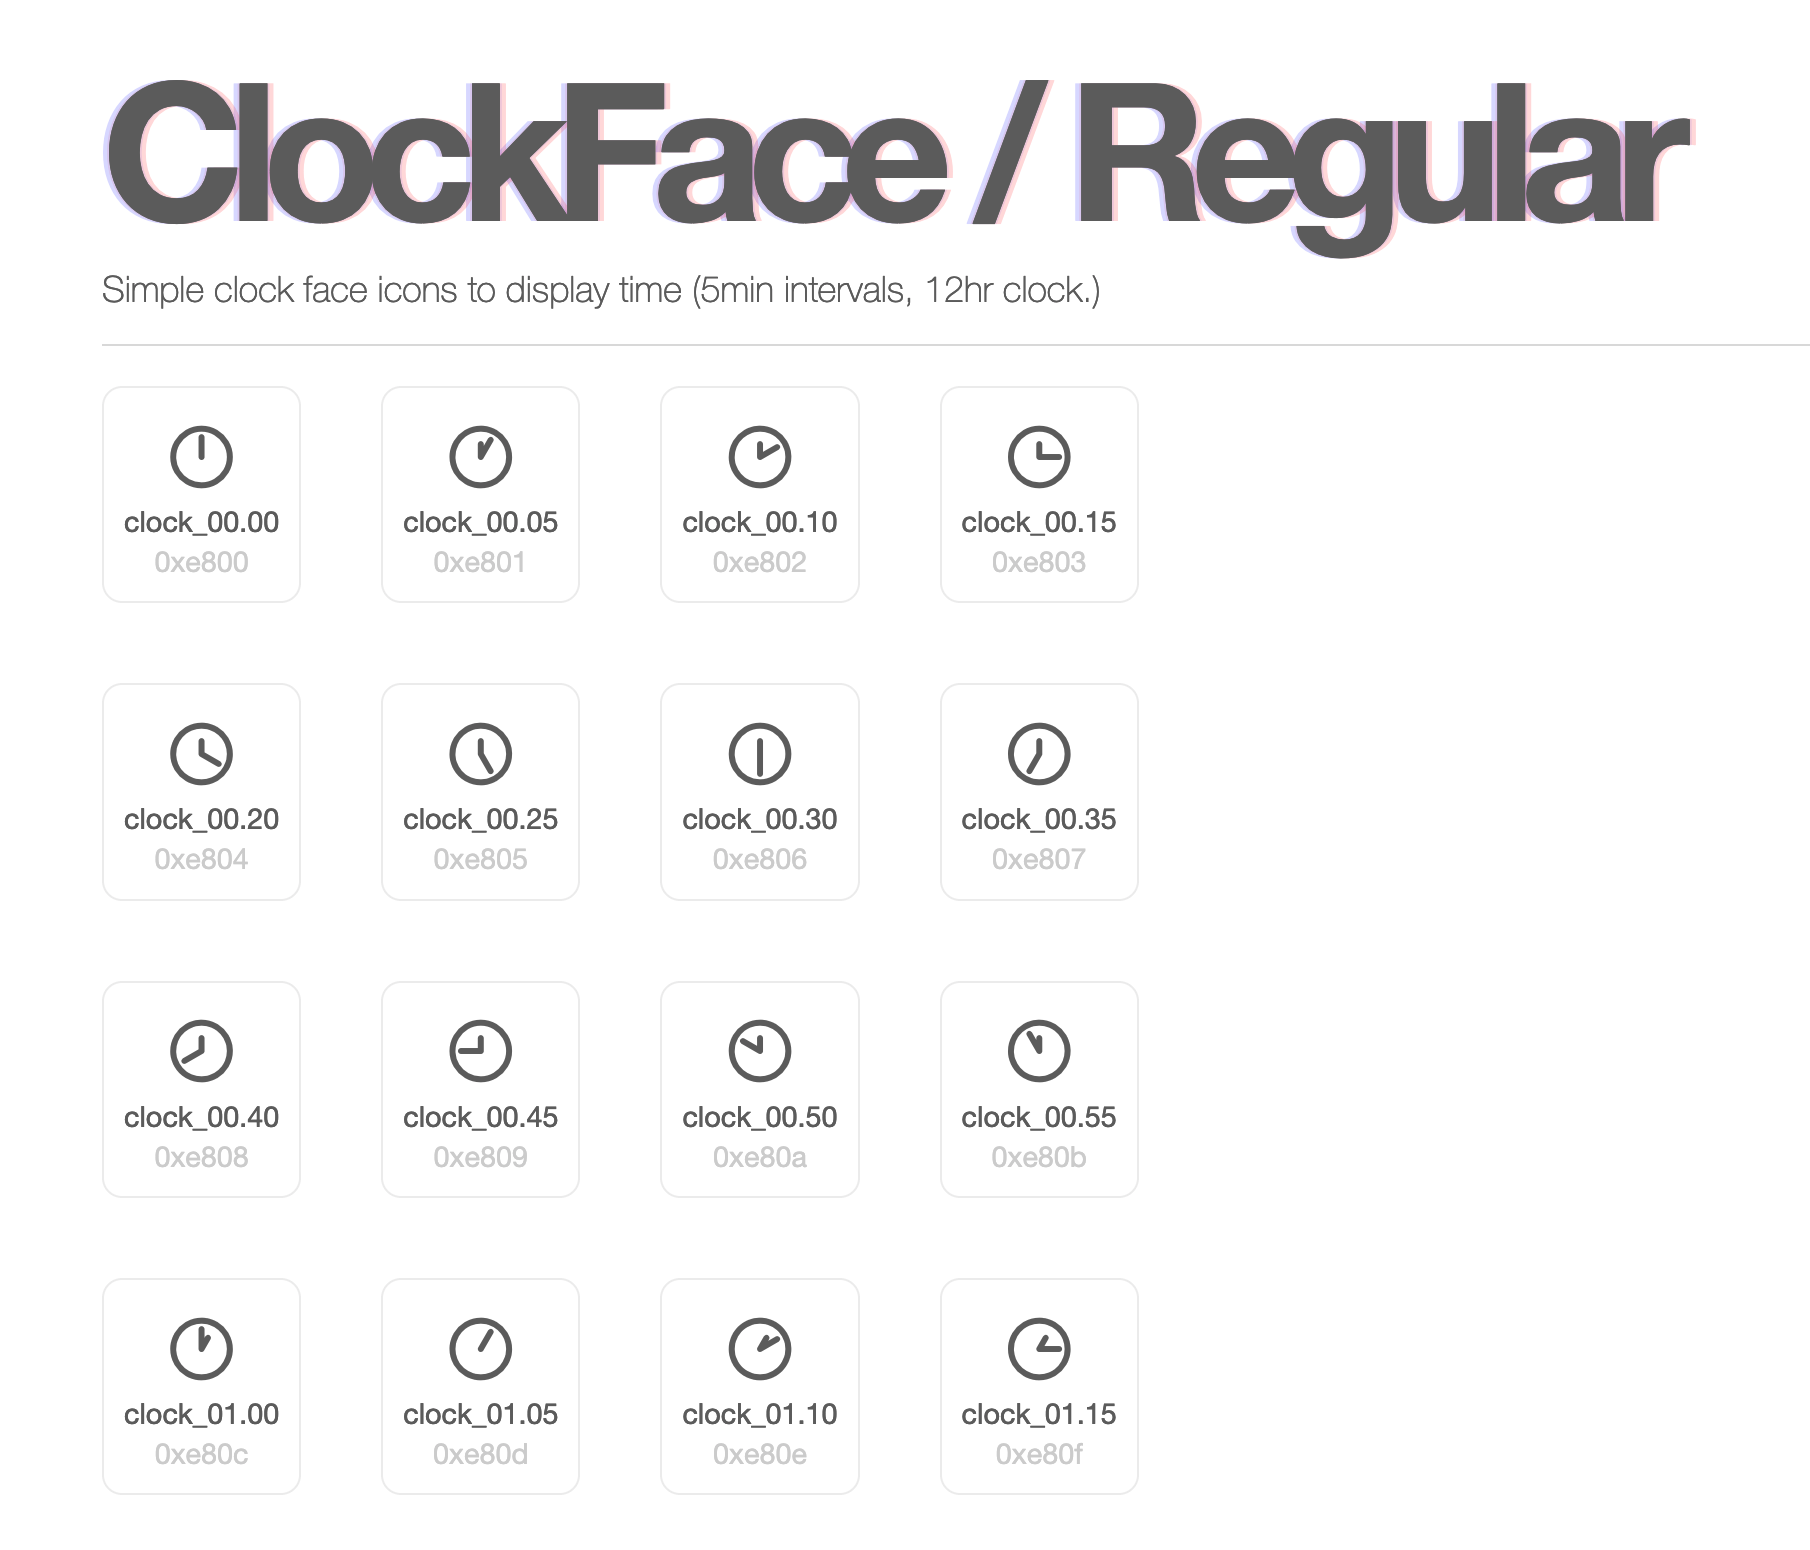 ClockFace / Regular
Simple clock face icons to display time (5min intervals, 12hr clock.)
clock_00.00
0xe800
clock_00.05
0xe801
clock_00.10
0xe802
clock_00.15
0xe803
clock_00.20
0xe804
clock_00.25
0xe805
clock_00.30
0xe806
clock_00.35
0xe807
clock_00.40
0xe808
clock_00.45
0xe809
clock_00.50
0xe80a
clock_00.55
0xe80b
clock_01.00
0xe80c
clock_01.05
0xe80d
clock_01.10
0xe80e
clock_01.15
0xe80f